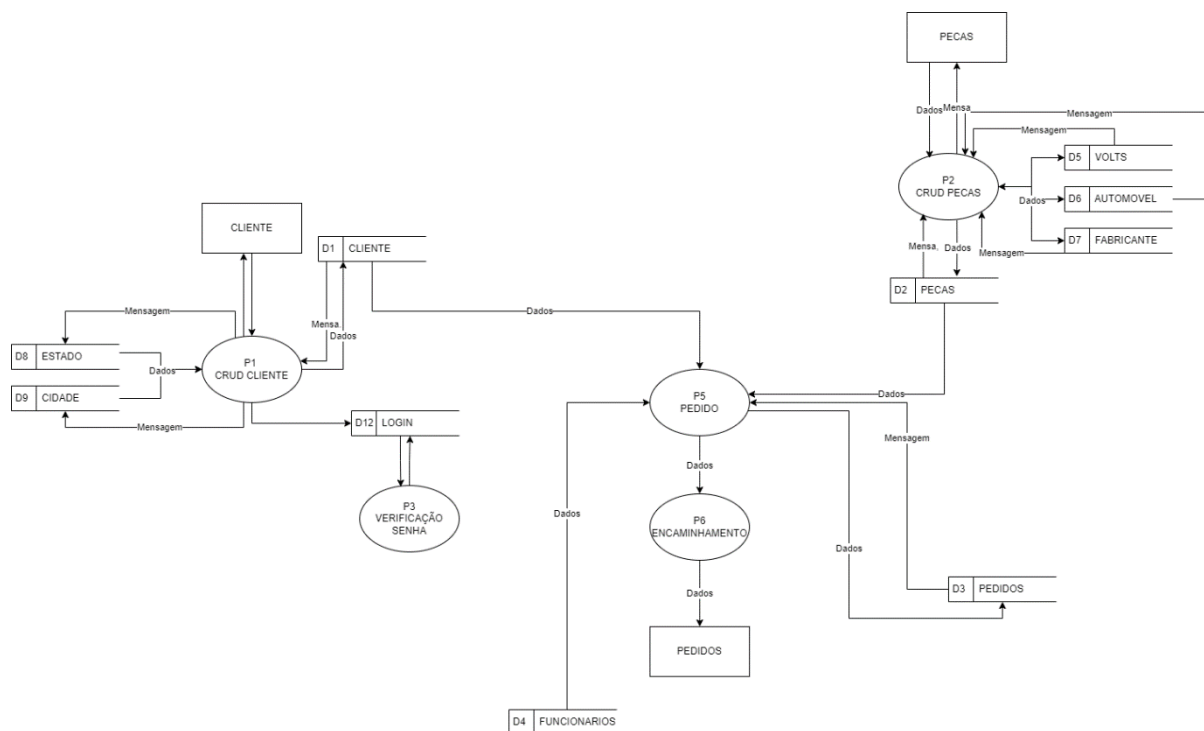 PECAS
Dados
Mensa
Mensagem
Mensagem
D5 VOLTS
P2
CRUD PECAS
Dados
D6 AUTOMOVEL
D7 FABRICANTE
Mensagem
Mensa.
Dados
D2 PECAS
CLIENTE
D1 CLIENTE
Mensagem
Mensa.
Dados
Dados
D8 ESTADO
Dados
P1
CRUD CLIENTE
D9 CIDADE
Mensagem
D12 LOGIN
P3
VERIFICAÇÃO
SENHA
P5
PEDIDO
Dados
Mensagem
Dados
P6
ENCAMINHAMENTO
Dados
Dados
Dados
D3 PEDIDOS
PEDIDOS
D4 FUNCIONARIOS